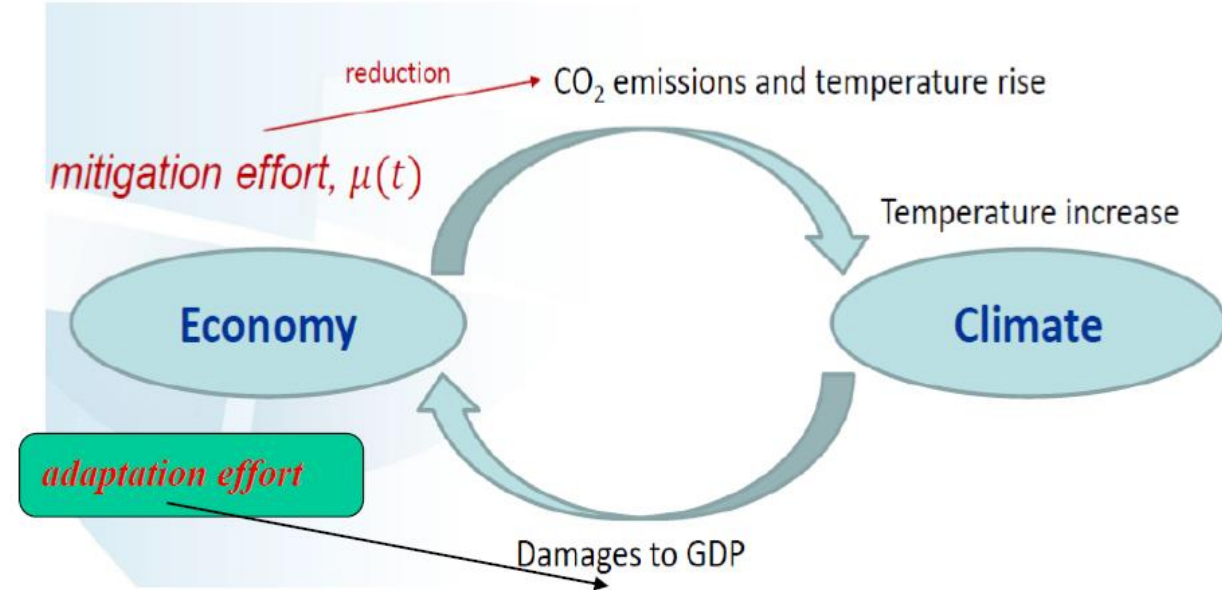 reduction
CO₂ emissions and temperature rise
mitigation effort, μ(t)
Temperature increase
Economy
Climate
adaptation effort
Damages to GDP